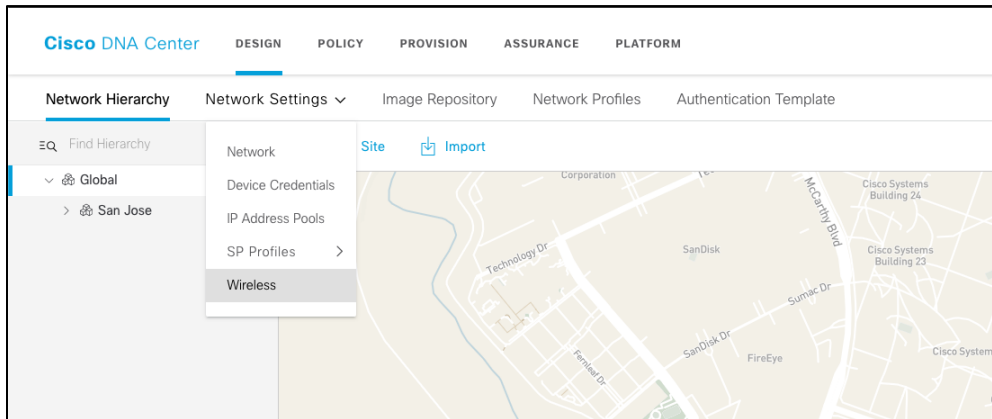 Cisco DNA Center DESIGN POLICY PROVISION ASSURANCE PLATFORM
Network Hierarchy Network Settings Image Repository Network Profiles Authentication Template
Find Hierarchy
Site Import
Global
San Jose
Network
Device Credentials
IP Address Pools
SP Profiles
Wireless
Corporation
McCarthy Blvd
Cisco Systems
Building 24
SanDisk
Cisco Systems
Building 23
Technology Dr
Sumac Dr
SanDisk Dr
FireEye
Fernleaf Dr
Cisco System